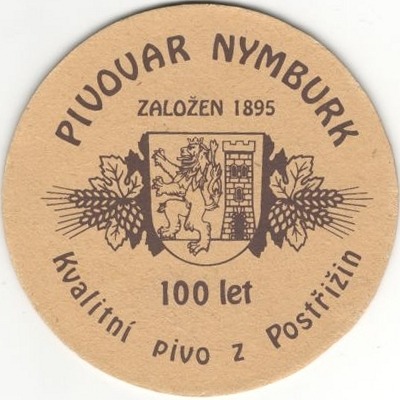 PIVOVAR NYMBURK
ZALOŽEN 1895
100 let
Kvalitní pivo z Postřižin